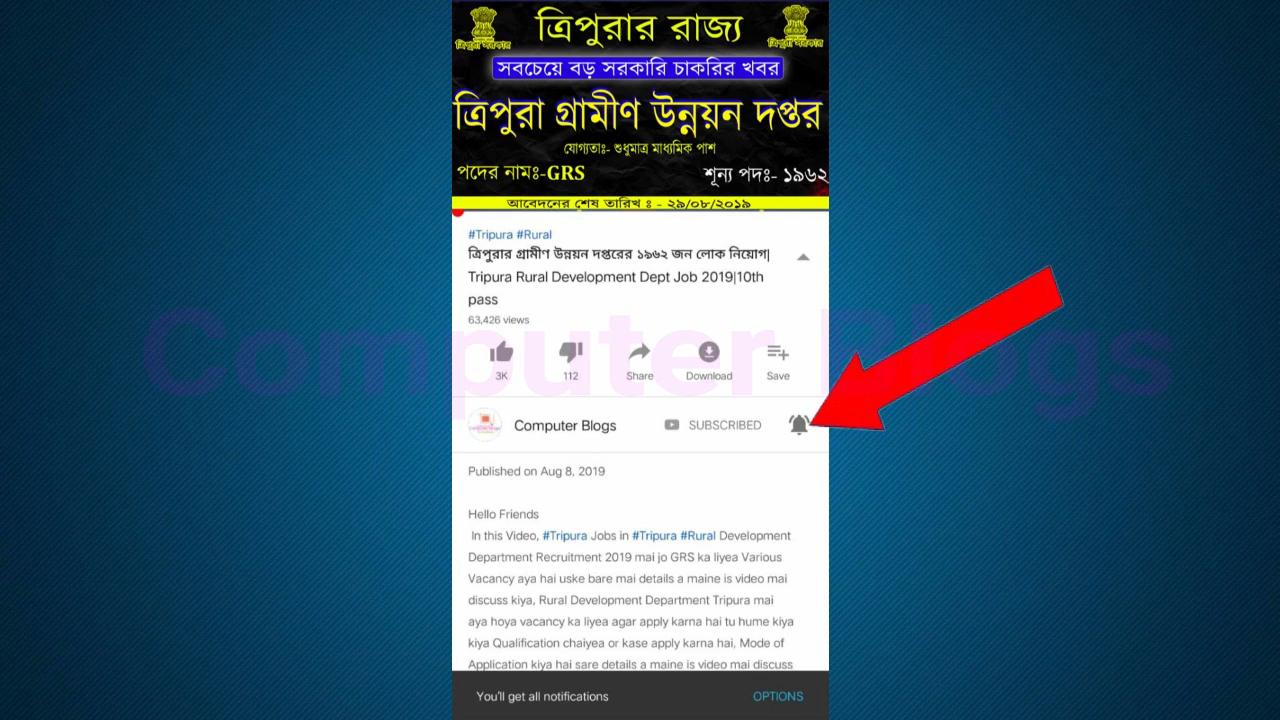 ত্রিপুরার রাজ্য
ত্রিপুরা সরকার
ত্রিপুরা সরকার
সবচেয়ে বড় সরকারি চাকরির খবর
ত্রিপুরা গ্রামীণ উন্নয়ন দপ্তর
যোগ্যতাঃ- শুধুমাত্র মাধ্যমিক পাশ
পদের নামঃ-GRS
শূন্য পদঃ- ১৯৬২
আবেদনের শেষ তারিখ ঃ - ২৯/০৮/২০১৯
#Tripura #Rural
ত্রিপুরার গ্রামীণ উন্নয়ন দপ্তরের ১৯৬২ জন লোক নিয়োগ|
Tripura Rural Development Dept Job 2019|10th
pass
63,426 views
3K
112
Share
Download
Save
Computer Blogs
Computer Blogs
SUBSCRIBED
Published on Aug 8, 2019
Hello Friends
In this Video, #Tripura Jobs in #Tripura #Rural Development
Department Recruitment 2019 mai jo GRS ka liyea Various
Vacancy aya hai uske bare mai details a maine is video mai
discuss kiya, Rural Development Department Tripura mai
aya hoya vacancy ka liyea agar apply karna hai tu hume kiya
kiya Qualification chaiyea or kase apply karna hai, Mode of
Application kiya hai sare details a maine is video mai discuss
You'll get all notifications
OPTIONS